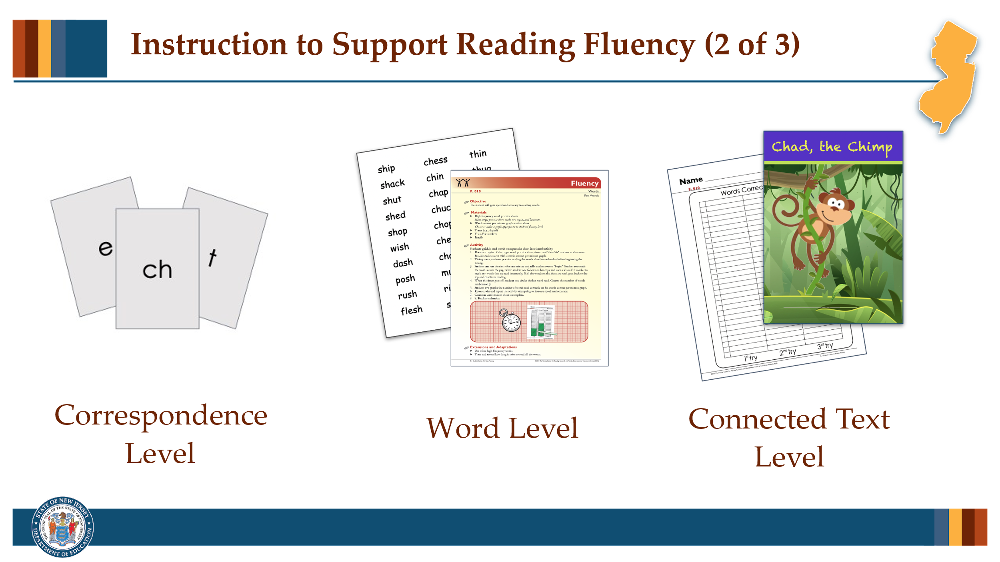 Instruction to Support Reading Fluency (2 of 3)
e
ch
t
ship
shack
shut
shed
shop
wish
dash
posh
rush
flesh
chess
chin
chap
thin
Fluency
F. 010
Words
Fast Words
Objective
The student will gain speed and accuracy in reading words.
Materials
High frequency word practice sheets
Select target practice sheet, make two copies, and laminate.
Words correct per minute graph student sheet
Choose or make a graph appropriate to students' fluency level.
Timer (e.g., digital)
Vis-à-Vis® markers
Pencils
Activity
Students quickly read words on a practice sheet in a timed activity.
1. Place two copies of the target word practice sheet, timer, and Vis-à-Vis® markers at the center.
Provide each student with a words correct per minute graph.
2. Taking turns, students practice reading the words aloud to each other before beginning the
timing.
3. Student one sets the timer for one minute and tells student two to "begin." Student two reads
the words across the page while student one follows on his copy and uses a Vis-à-Vis® marker to
mark any words that are read incorrectly. If all the words on the sheet are read, goes back to the
top and continues reading.
4. When the timer goes off, student one circles the last word read. Counts the number of words
read correctly.
5. Student two graphs the number of words read correctly on his words correct per minute graph.
6. Reverse roles and repeat the activity attempting to increase speed and accuracy.
7. Continue until student sheet is complete.
8. 8. Teacher evaluation
Extensions and Adaptations
Use other high frequency words.
Time and record how long it takes to read all the words.
Name
F. 010
Words Correc
1st try
2nd try
3rd try
Chad, the Chimp
Correspondence
Level
Word Level
Connected Text
Level
STATE OF NEW JERSEY
DEPARTMENT OF EDUCATION
THE GREAT SEAL OF THE STATE OF NEW JERSEY